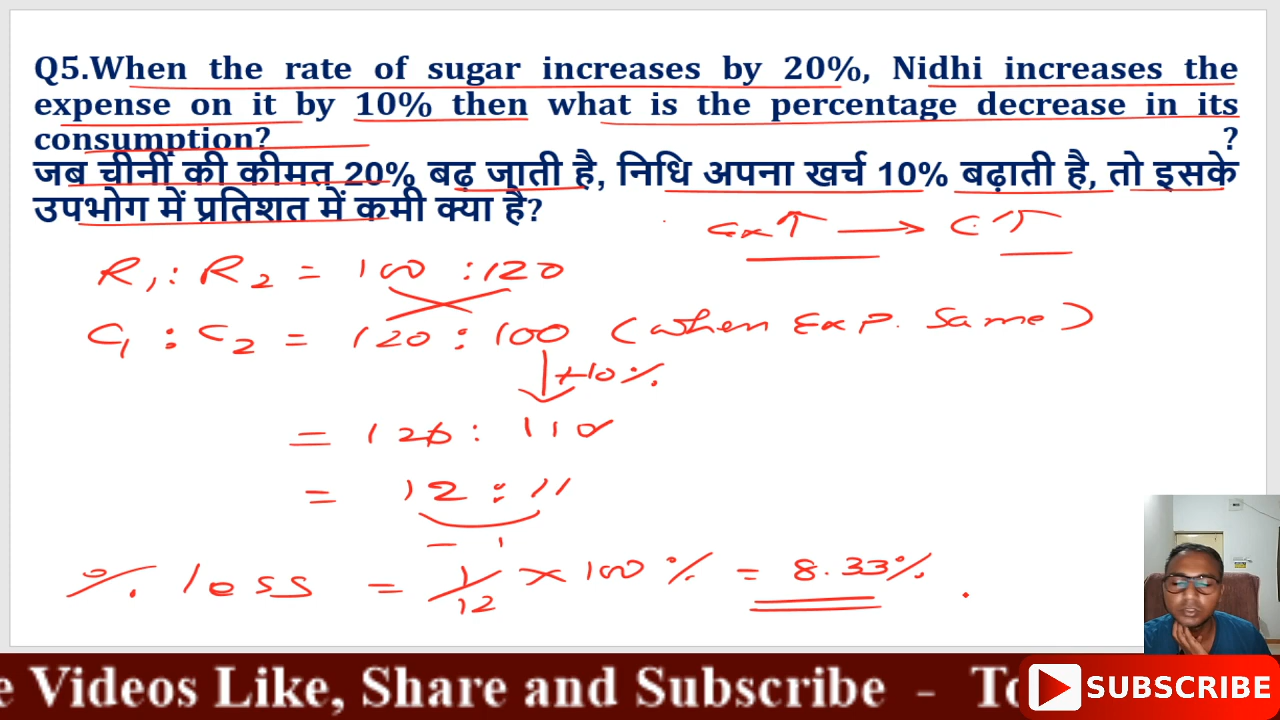 Q5.When the rate of sugar increases by 20%, Nidhi increases the
expense on it by 10% then what is the percentage decrease in its
consumption? ?
जब चीनी की कीमत 20% बढ़ जाती है, निधि अपना खर्च 10% बढ़ाती है, तो इसके
उपभोग में प्रतिशत में कमी क्या है?
Ex↑ → C↑
R₁ : R₂ = 100 : 120
C₁ : C₂ = 120 : 100 (when Exp. Same)
+10%
= 120 : 110
= 12 : 11
- 1
% less = 1/12 × 100 % = 8.33%
e Videos Like, Share and Subscribe - To
SUBSCRIBE